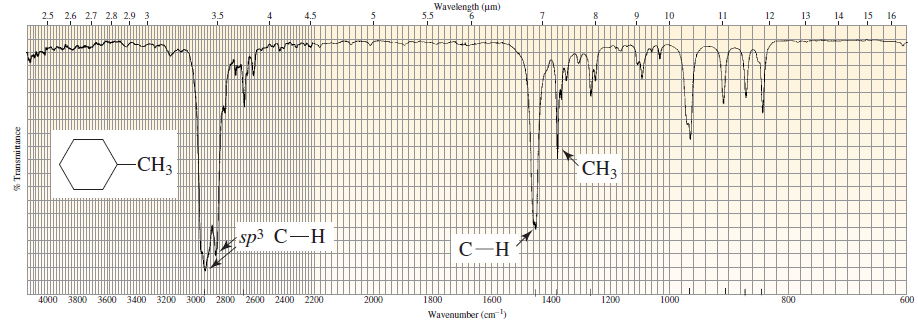 Wavelength (μm)
2.5 2.6 2.7 2.8 2.9 3 3.5 4 4.5 5 5.5 6 7 8 9 10 11 12 13 14 15 16
% Transmittance
CH₃
CH₃
sp³ C—H
C—H
4000 3800 3600 3400 3200 3000 2800 2600 2400 2200 2000 1800 1600 1400 1200 1000 800 600
Wavenumber (cm⁻¹)